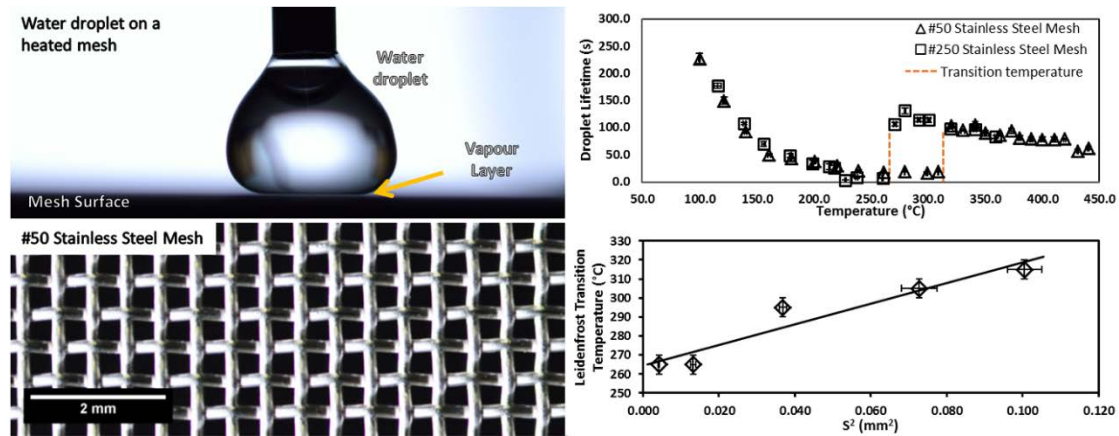 Water droplet on a
heated mesh
Water
droplet
Vapour
Layer
Mesh Surface
#50 Stainless Steel Mesh
2 mm
Droplet Lifetime (s)
300.0
250.0
200.0
150.0
100.0
50.0
0.0
#50 Stainless Steel Mesh
#250 Stainless Steel Mesh
Transition temperature
50.0 100.0 150.0 200.0 250.0 300.0 350.0 400.0 450.0
Temperature (°C)
Leidenfrost Transition
Temperature (°C)
330
320
310
300
290
280
270
260
250
0.000 0.020 0.040 0.060 0.080 0.100 0.120
S² (mm²)